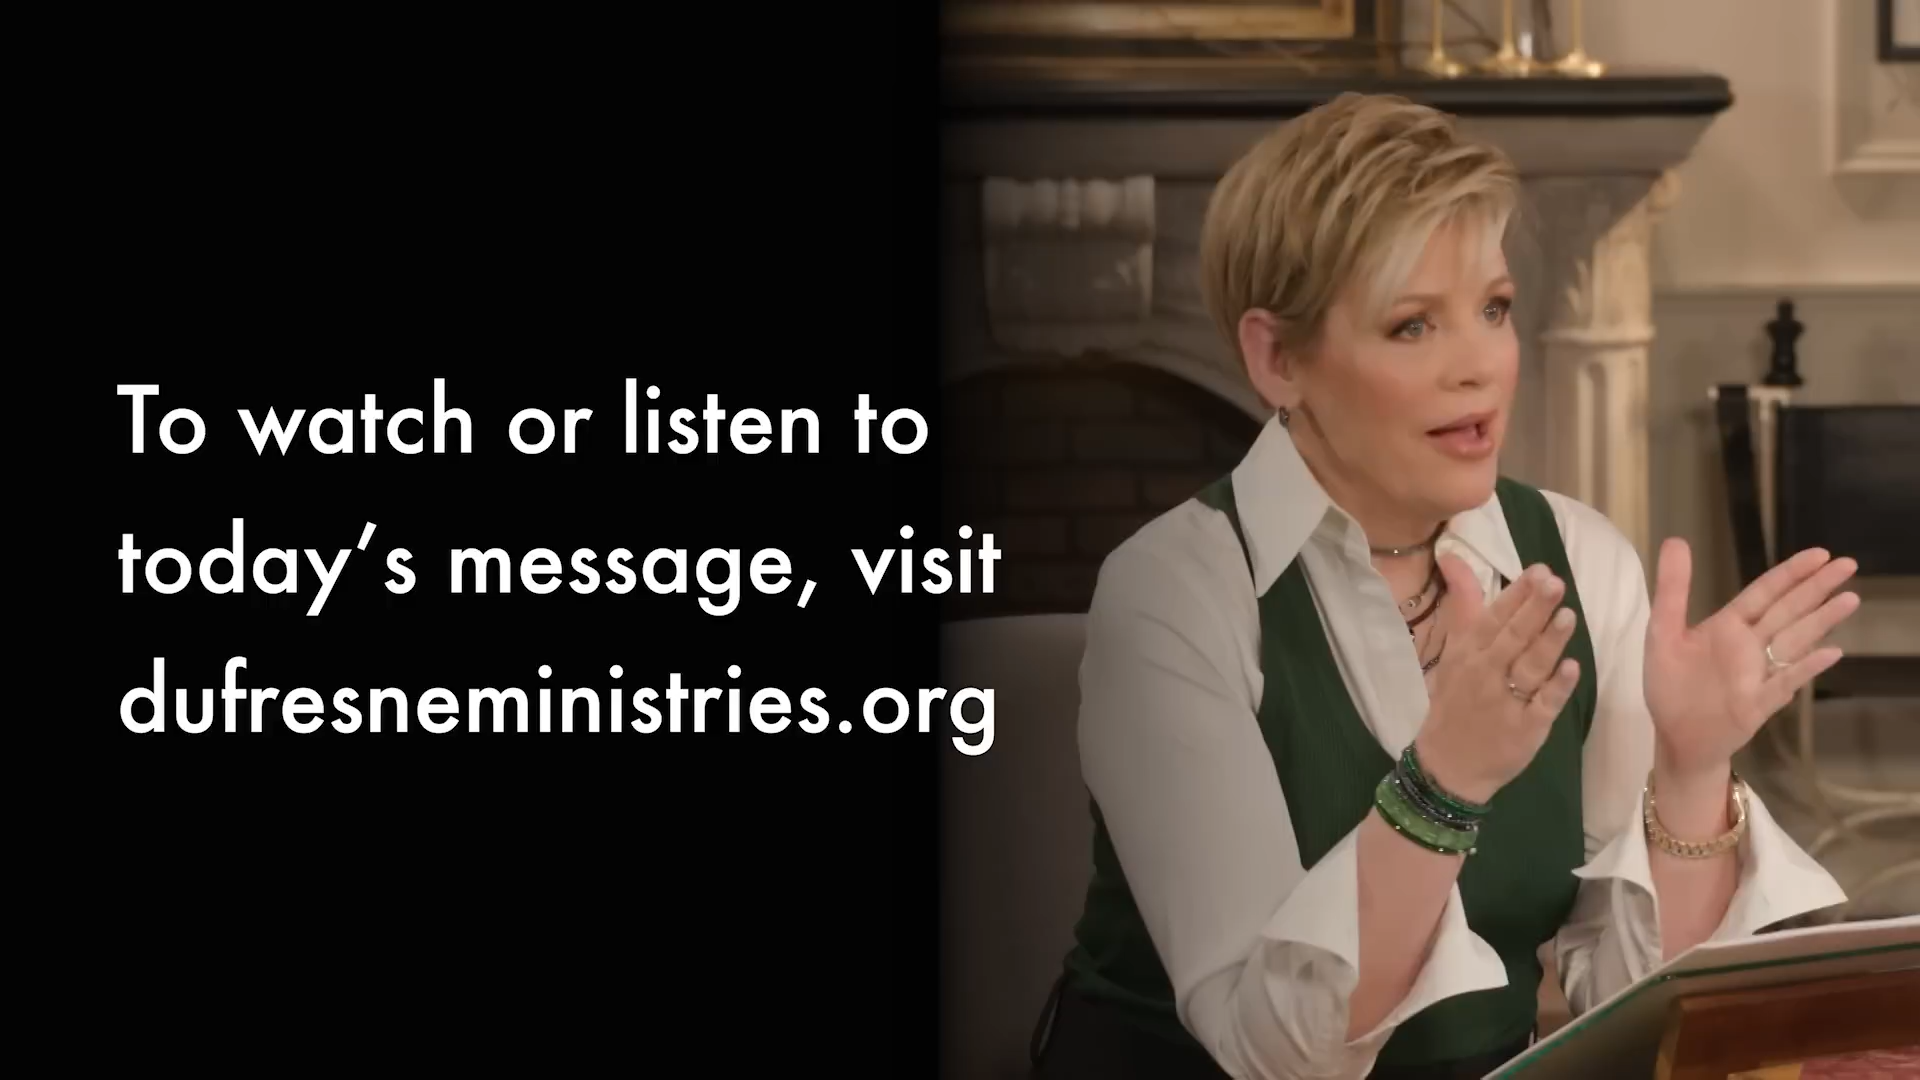 To watch or listen to
today’s message, visit
dufresneministries.org